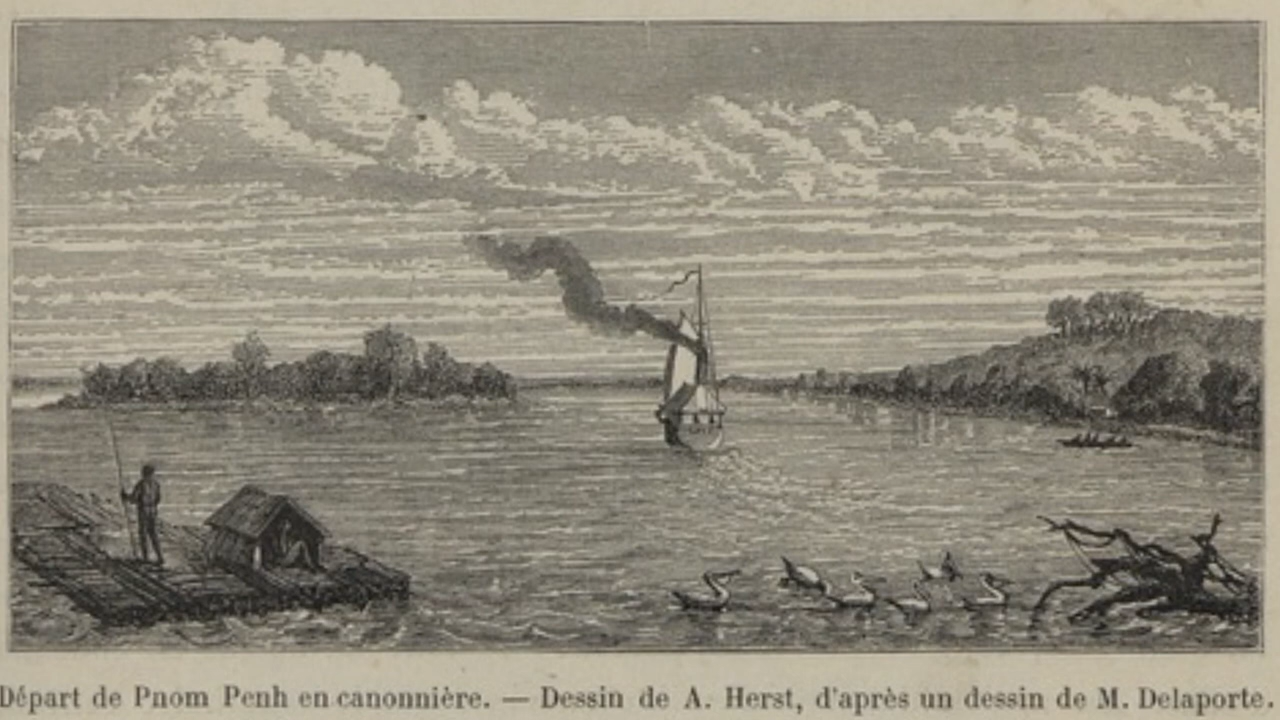 Départ de Pnom Penh en canonnière. — Dessin de A. Herst, d'après un dessin de M. Delaporte.